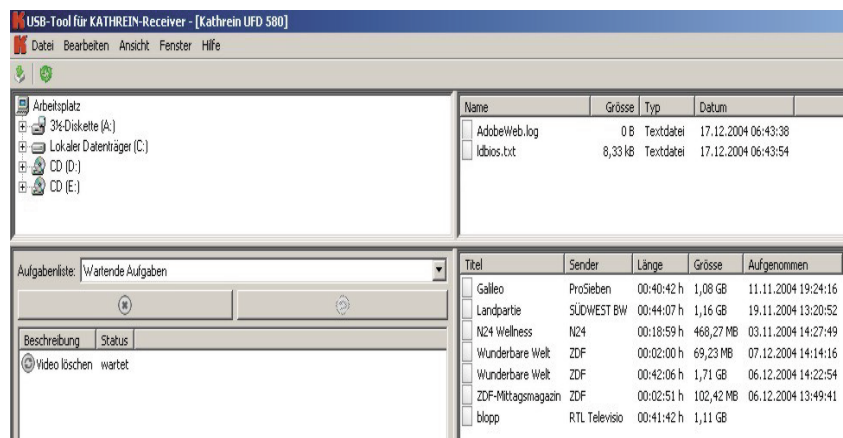 USB-Tool für KATHREIN-Receiver - [Kathrein UFD 580]
Datei Bearbeiten Ansicht Fenster Hilfe
Arbeitsplatz
3½-Diskette (A:)
Lokaler Datenträger (C:)
CD (D:)
CD (E:)
Name Grösse Typ Datum
AdobeWeb.log 0 B Textdatei 17.12.2004 06:43:38
ldbios.txt 8,33 kB Textdatei 17.12.2004 06:43:54
Aufgabenliste: Wartende Aufgaben
Beschreibung Status
Video löschen wartet
Titel Sender Länge Grösse Aufgenommen
Galileo ProSieben 00:40:42 h 1,08 GB 11.11.2004 19:24:16
Landpartie SÜDWEST BW 00:44:07 h 1,16 GB 19.11.2004 13:20:52
N24 Wellness N24 00:18:59 h 468,27 MB 03.11.2004 14:27:49
Wunderbare Welt ZDF 00:02:00 h 69,23 MB 07.12.2004 14:14:16
Wunderbare Welt ZDF 00:42:06 h 1,71 GB 06.12.2004 14:22:54
ZDF-Mittagsmagazin ZDF 00:02:51 h 102,42 MB 06.12.2004 13:49:41
blopp RTL Televisio 00:41:42 h 1,11 GB